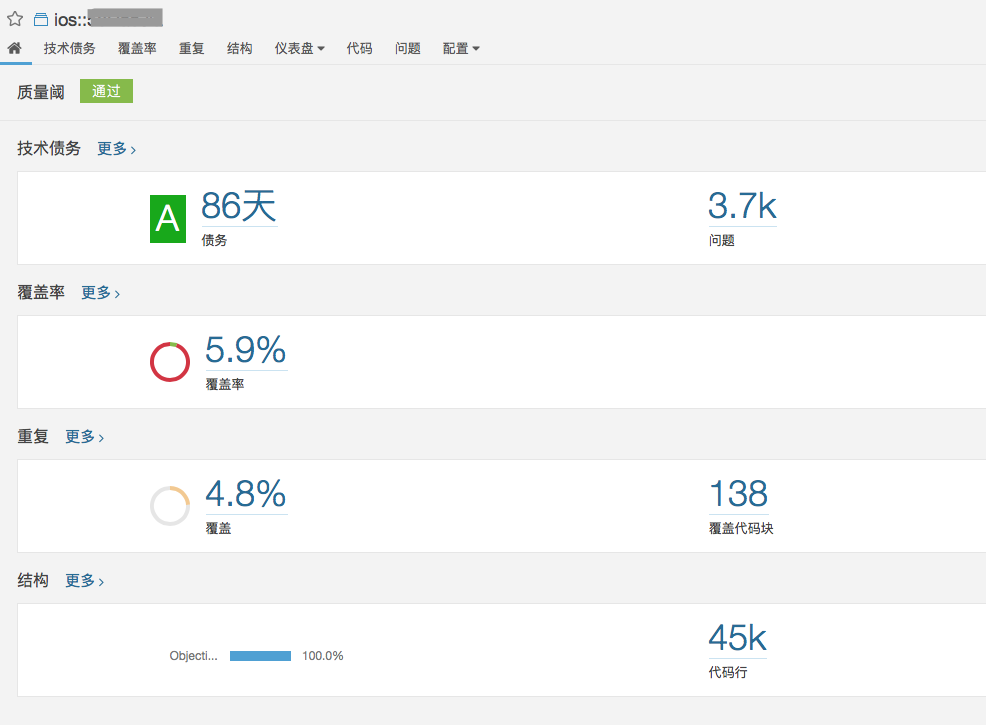 ios::
技术债务 覆盖率 重复 结构 仪表盘 代码 问题 配置
质量阈 通过
技术债务 更多
A 86天 3.7k
债务 问题
覆盖率 更多
5.9%
覆盖率
重复 更多
4.8% 138
覆盖 覆盖代码块
结构 更多
45k
Objecti... 100.0%
代码行